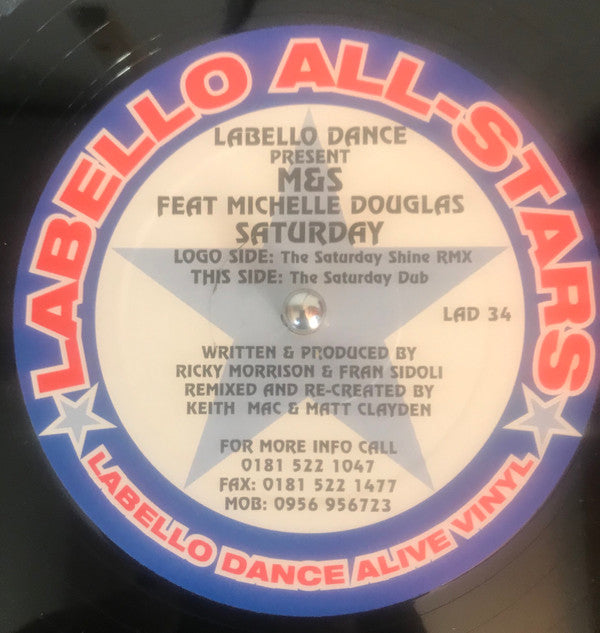 LABELLO ALL-STARS
LABELLO DANCE
PRESENT
M&S
FEAT MICHELLE DOUGLAS
SATURDAY
LOGO SIDE: The Saturday Shine RMX
THIS SIDE: The Saturday Dub
LAD 34
WRITTEN & PRODUCED BY
RICKY MORRISON & FRAN SIDOLI
REMIXED AND RE-CREATED BY
KEITH MAC & MATT CLAYDEN
FOR MORE INFO CALL
0181 522 1047
FAX: 0181 522 1477
MOB: 0956 956723
LABELLO DANCE ALIVE VINYL